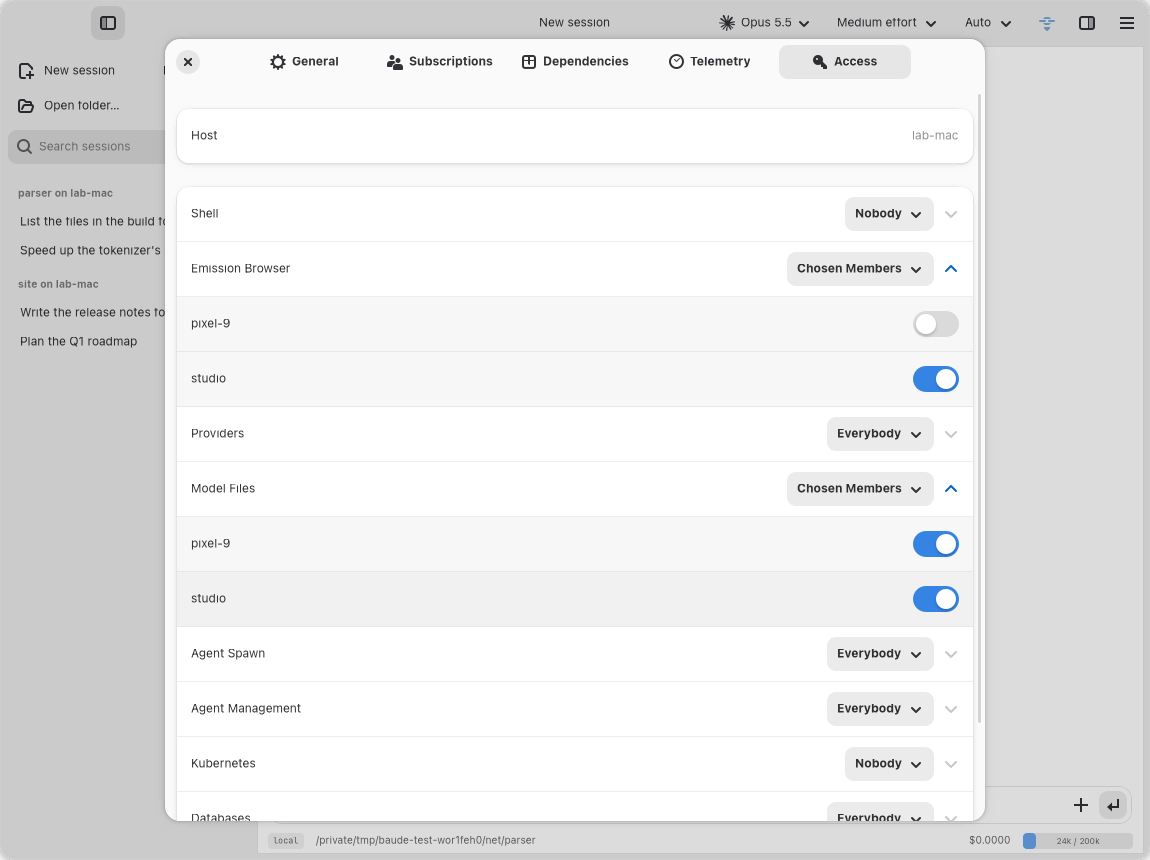 New session
Opus 5.5
Medium effort
Auto
New session
Open folder...
Search sessions
parser on lab-mac
List the files in the build fo
Speed up the tokenizer's
site on lab-mac
Write the release notes fo
Plan the Q1 roadmap
General
Subscriptions
Dependencies
Telemetry
Access
Host
lab-mac
Shell
Nobody
Emission Browser
Chosen Members
pixel-9
studio
Providers
Everybody
Model Files
Chosen Members
pixel-9
studio
Agent Spawn
Everybody
Agent Management
Everybody
Kubernetes
Nobody
Databases
Everybody
local
/private/tmp/baude-test-wor1feh0/net/parser
$0.0000
24k / 200k